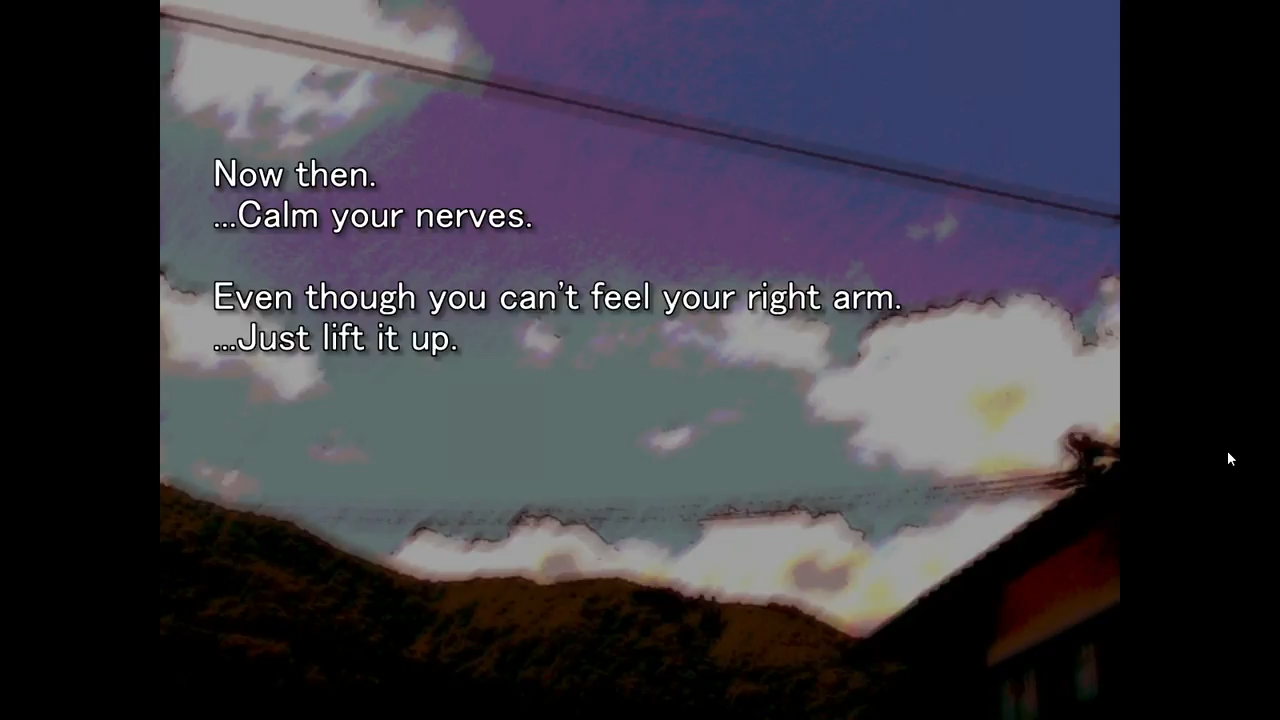 Now then.
...Calm your nerves.
Even though you can't feel your right arm.
...Just lift it up.